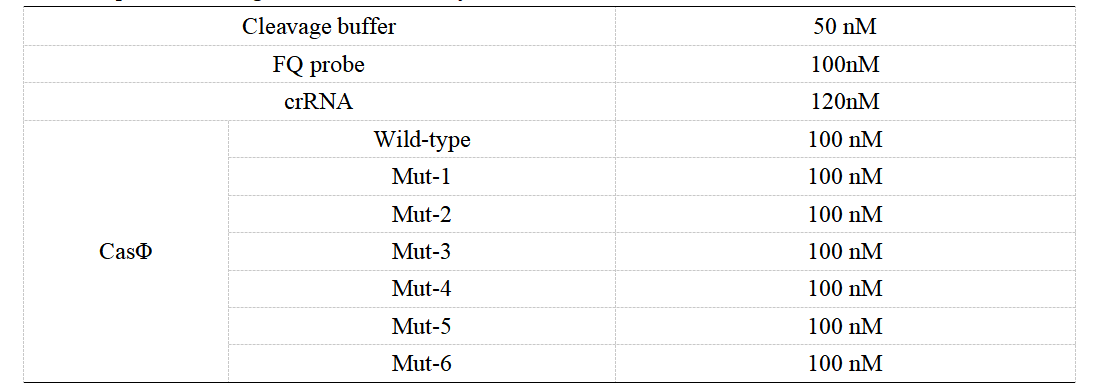 Cleavage buffer 50 nM
FQ probe 100nM
crRNA 120nM
CasΦ
Wild-type 100 nM
Mut-1 100 nM
Mut-2 100 nM
Mut-3 100 nM
Mut-4 100 nM
Mut-5 100 nM
Mut-6 100 nM